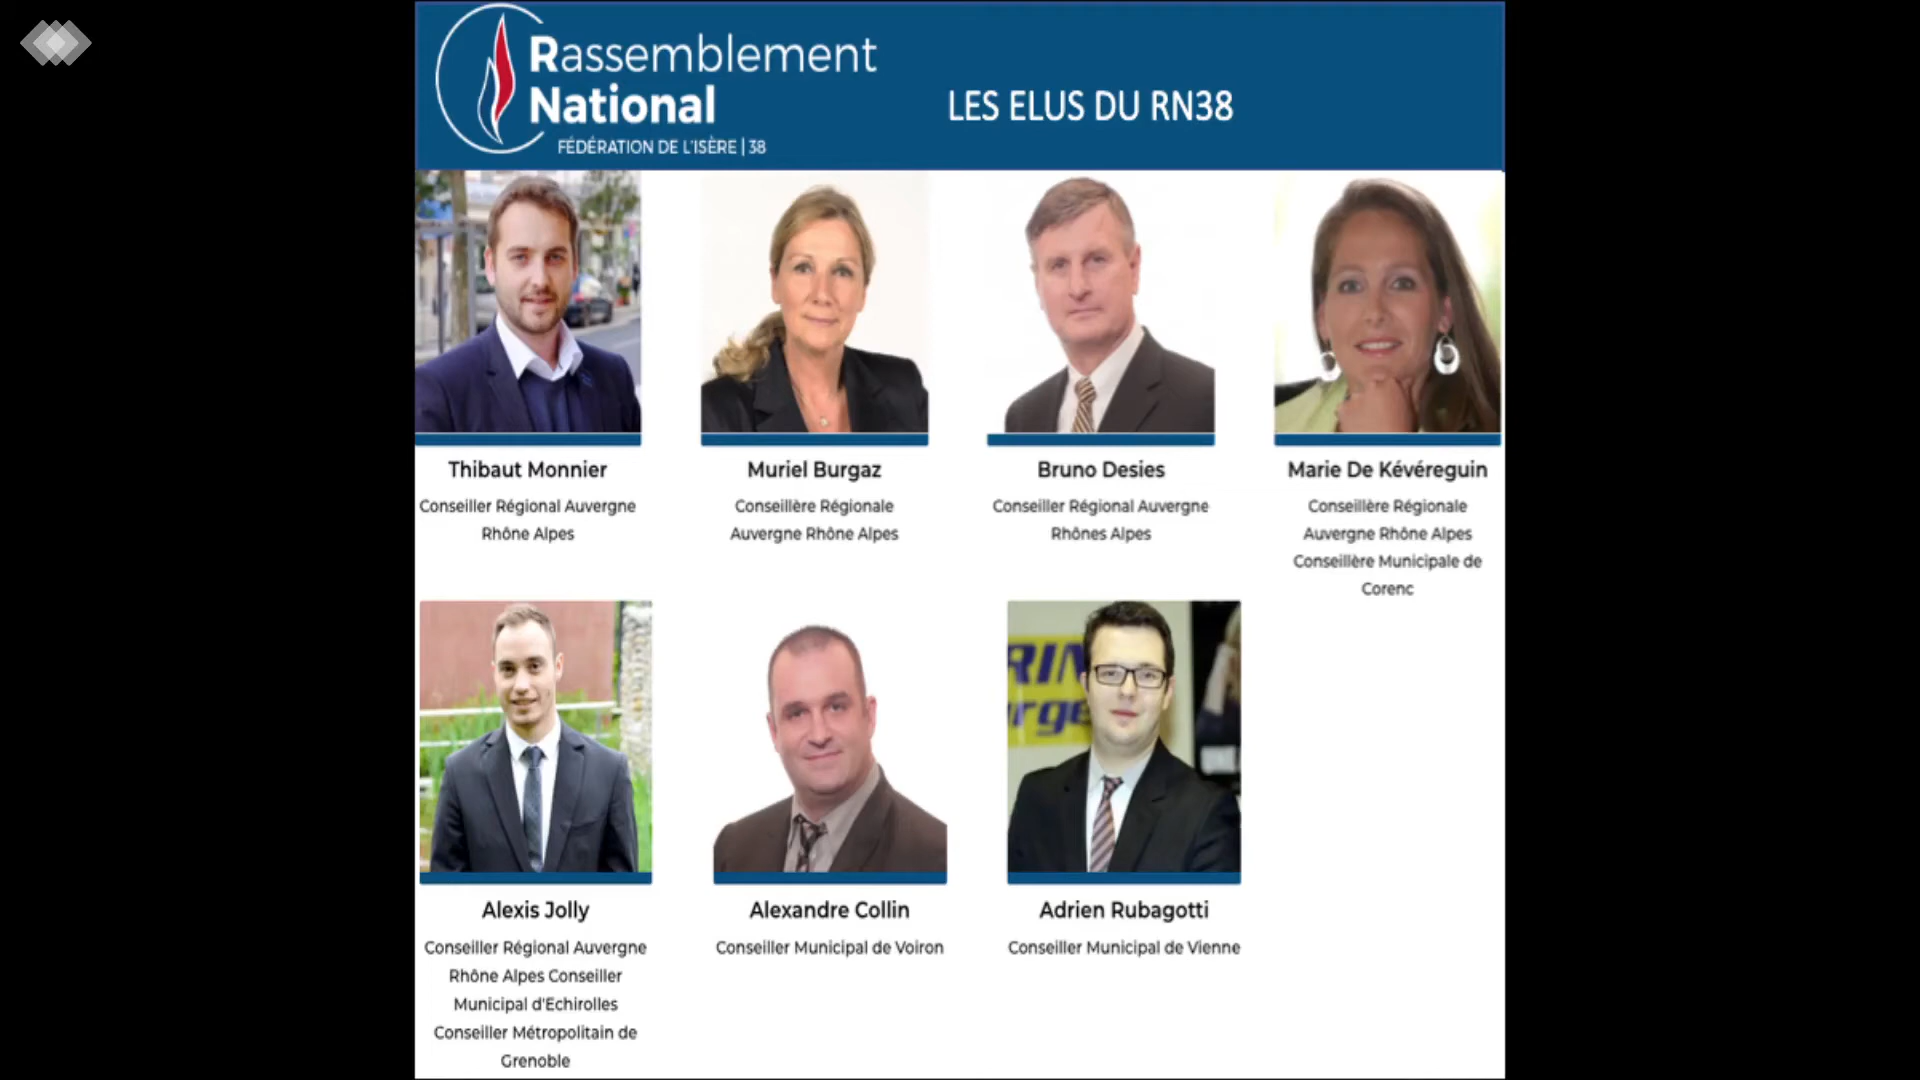 Rassemblement
National
FÉDÉRATION DE L'ISÈRE | 38
LES ELUS DU RN38
Thibaut Monnier
Conseiller Régional Auvergne
Rhône Alpes
Muriel Burgaz
Conseillère Régionale
Auvergne Rhône Alpes
Bruno Desies
Conseiller Régional Auvergne
Rhônes Alpes
Marie De Kévéreguin
Conseillère Régionale
Auvergne Rhône Alpes
Conseillère Municipale de
Corenc
RIN
rge
Alexis Jolly
Conseiller Régional Auvergne
Rhône Alpes Conseiller
Municipal d'Echirolles
Conseiller Métropolitain de
Grenoble
Alexandre Collin
Conseiller Municipal de Voiron
Adrien Rubagotti
Conseiller Municipal de Vienne